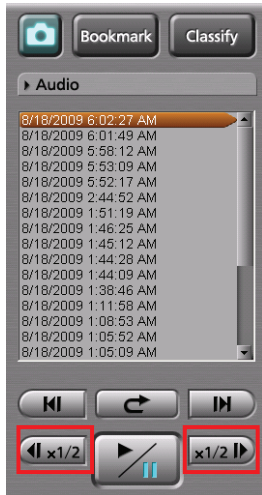 Bookmark Classify
Audio
8/18/2009 6:02:27 AM
8/18/2009 6:01:49 AM
8/18/2009 5:58:12 AM
8/18/2009 5:53:09 AM
8/18/2009 5:52:17 AM
8/18/2009 2:44:52 AM
8/18/2009 1:51:19 AM
8/18/2009 1:46:25 AM
8/18/2009 1:45:12 AM
8/18/2009 1:44:28 AM
8/18/2009 1:44:09 AM
8/18/2009 1:38:46 AM
8/18/2009 1:11:58 AM
8/18/2009 1:08:53 AM
8/18/2009 1:05:52 AM
8/18/2009 1:05:09 AM
x1/2 x1/2